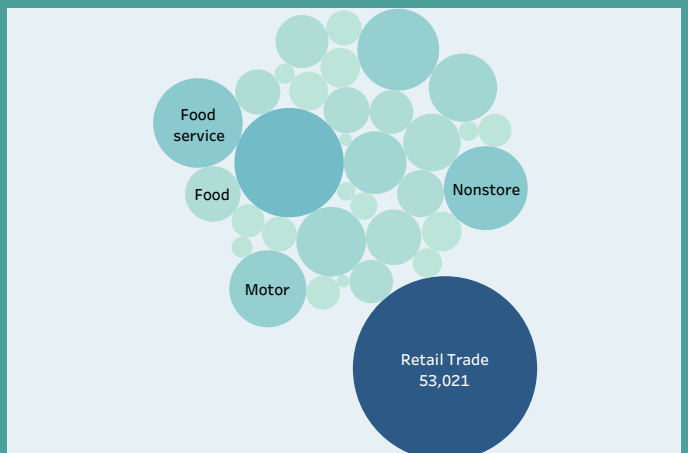 Food
service
Nonstore
Food
Motor
Retail Trade
53,021